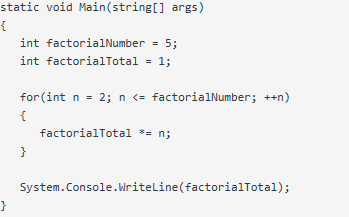 static void Main(string[] args)
{
int factorialNumber = 5;
int factorialTotal = 1;
for(int n = 2; n <= factorialNumber; ++n)
{
factorialTotal *= n;
}
System.Console.WriteLine(factorialTotal);
}